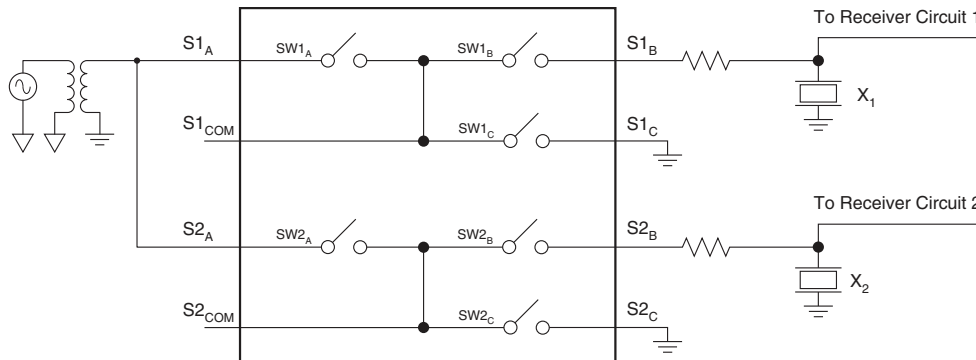 To Receiver Circuit 1
S1A SW1A SW1B S1B
X1
S1COM SW1C S1C
To Receiver Circuit 2
S2A SW2A SW2B S2B
X2
S2COM SW2C S2C